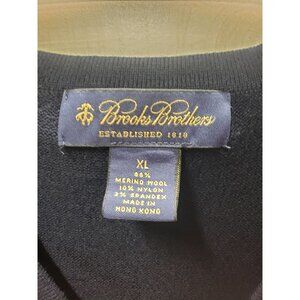 Brooks Brothers
ESTABLISHED 1818
XL
88%
MERINO WOOL
10% NYLON
2% SPANDEX
MADE IN
HONG KONG